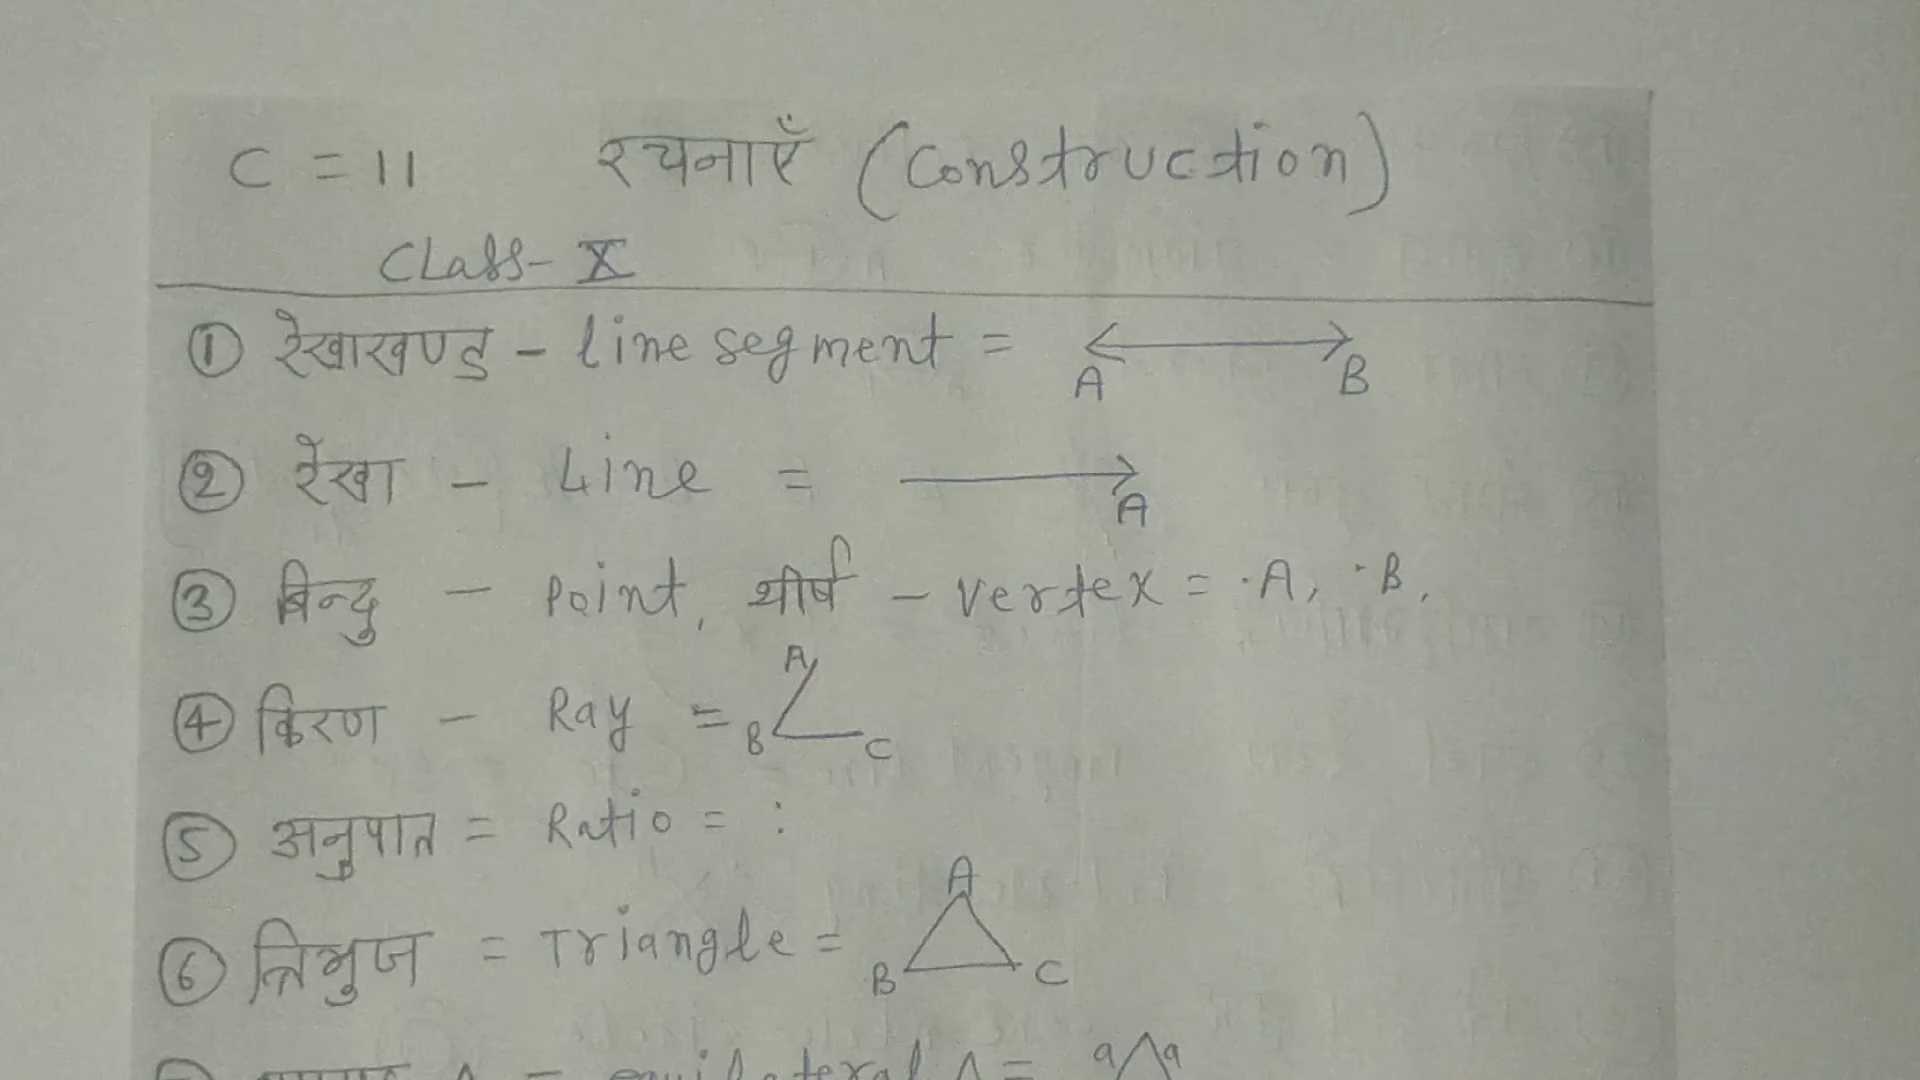 C = 11 रचनाएँ (Construction)
Class- X
① रेखाखण्ड - line segment = A B
② रेखा - Line = A
③ बिन्दु - Point, शीर्ष - vertex = ·A, ·B,
④ किरण - Ray = A B C
⑤ अनुपात = Ratio = :
⑥ त्रिभुज = Triangle = A B C
equilateral Δ = a a